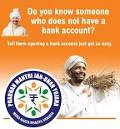 Do you know someone
who does not have a
bank account?
Tell them opening a bank account just got so easy.
PRADHAN MANTRI JAN-DHAN YOJANA